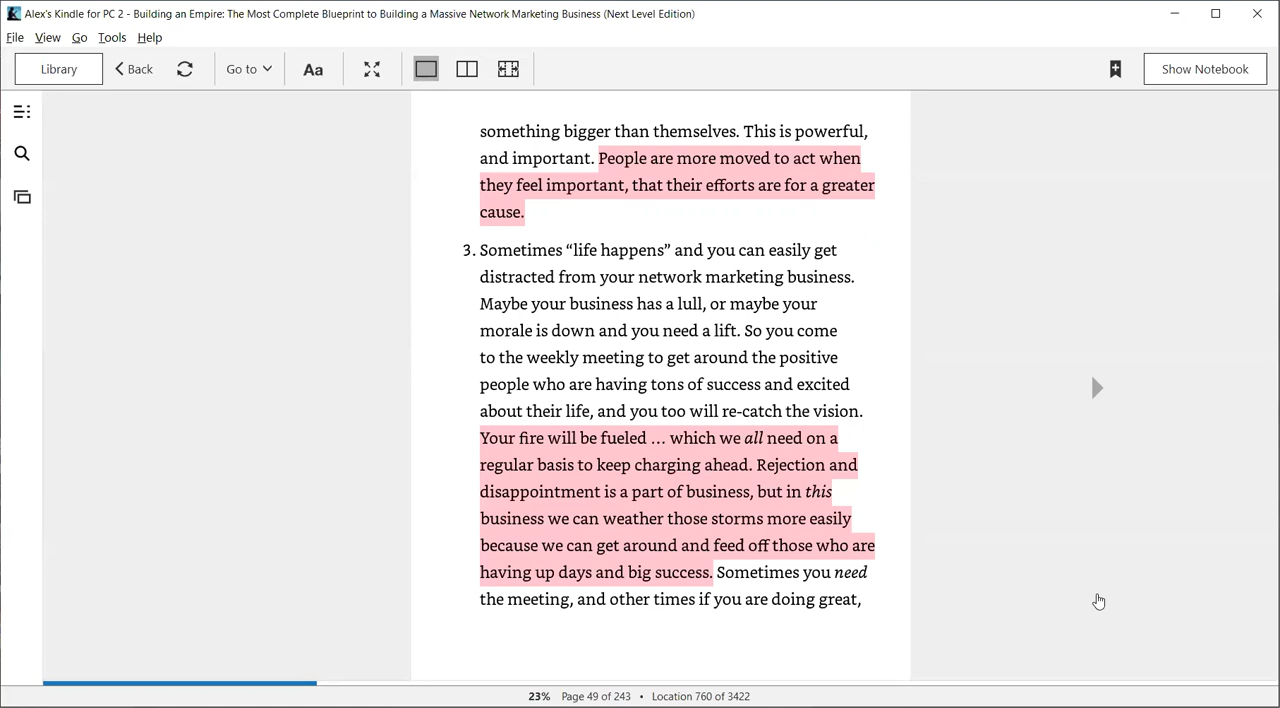 Alex's Kindle for PC 2 - Building an Empire: The Most Complete Blueprint to Building a Massive Network Marketing Business (Next Level Edition)
File View Go Tools Help
Library Back Go to Aa Show Notebook
something bigger than themselves. This is powerful,
and important. People are more moved to act when
they feel important, that their efforts are for a greater
cause.
3. Sometimes “life happens” and you can easily get
distracted from your network marketing business.
Maybe your business has a lull, or maybe your
morale is down and you need a lift. So you come
to the weekly meeting to get around the positive
people who are having tons of success and excited
about their life, and you too will re-catch the vision.
Your fire will be fueled … which we all need on a
regular basis to keep charging ahead. Rejection and
disappointment is a part of business, but in this
business we can weather those storms more easily
because we can get around and feed off those who are
having up days and big success. Sometimes you need
the meeting, and other times if you are doing great,
23% Page 49 of 243 • Location 760 of 3422